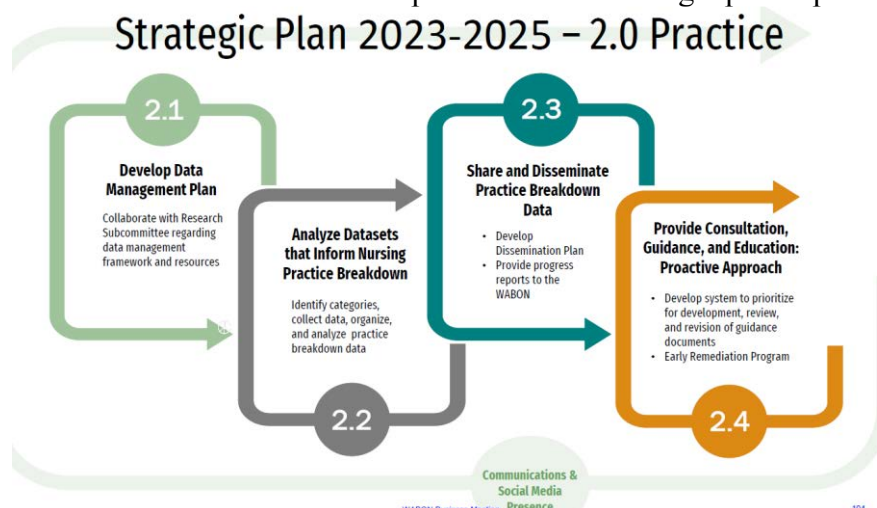 Strategic Plan 2023-2025 – 2.0 Practice
2.1
Develop Data
Management Plan
Collaborate with Research
Subcommittee regarding
data management
framework and resources
Analyze Datasets
that Inform Nursing
Practice Breakdown
Identify categories,
collect data, organize,
and analyze practice
breakdown data
2.2
2.3
Share and Disseminate
Practice Breakdown
Data
• Develop
Dissemination Plan
• Provide progress
reports to the
WABON
Provide Consultation,
Guidance, and Education:
Proactive Approach
• Develop system to prioritize
for development, review,
and revision of guidance
documents
• Early Remediation Program
2.4
Communications &
Social Media
Presence